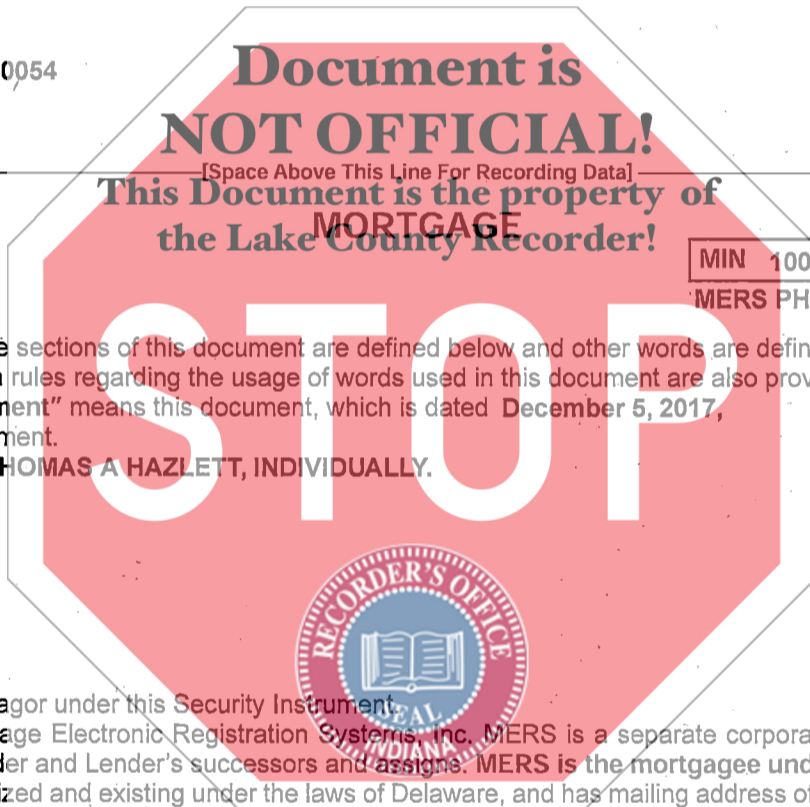 0054
Document is
NOT OFFICIAL!
[Space Above This Line For Recording Data]
This Document is the property of
MORTGAGE
the Lake County Recorder!
MIN 100
MERS PH
e sections of this document are defined below and other words are defin
rules regarding the usage of words used in this document are also prov
ment” means this document, which is dated December 5, 2017,
ment.
HOMAS A HAZLETT, INDIVIDUALLY.
STOP
RECORDER'S OFFICE
SEAL
INDIANA
agor under this Security Instrument.
age Electronic Registration Systems, Inc. MERS is a separate corpora
der and Lender's successors and assigns. MERS is the mortgagee und
ized and existing under the laws of Delaware, and has mailing address o